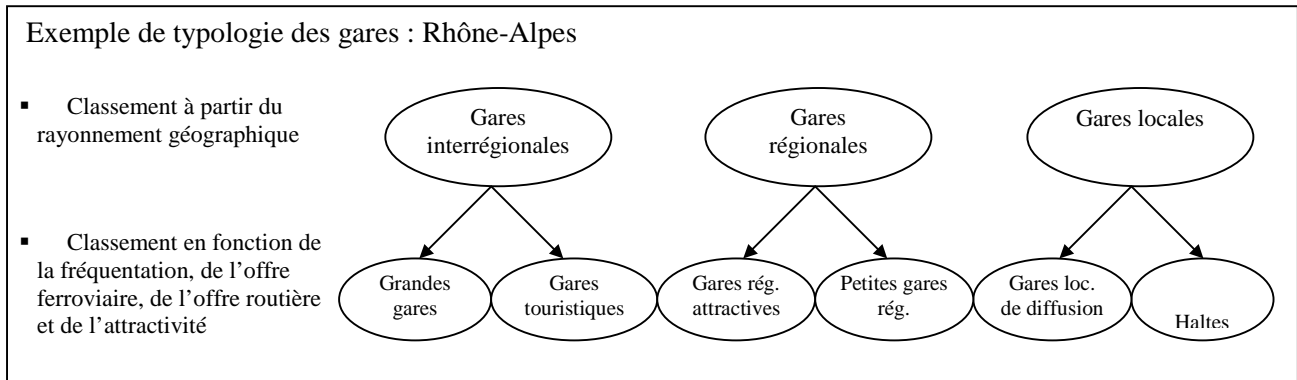 Exemple de typologie des gares : Rhône-Alpes
▪ Classement à partir du
rayonnement géographique
Gares
interrégionales
Gares
régionales
Gares locales
▪ Classement en fonction de
la fréquentation, de l’offre
ferroviaire, de l’offre routière
et de l’attractivité
Grandes
gares
Gares
touristiques
Gares rég.
attractives
Petites gares
rég.
Gares loc.
de diffusion
Haltes